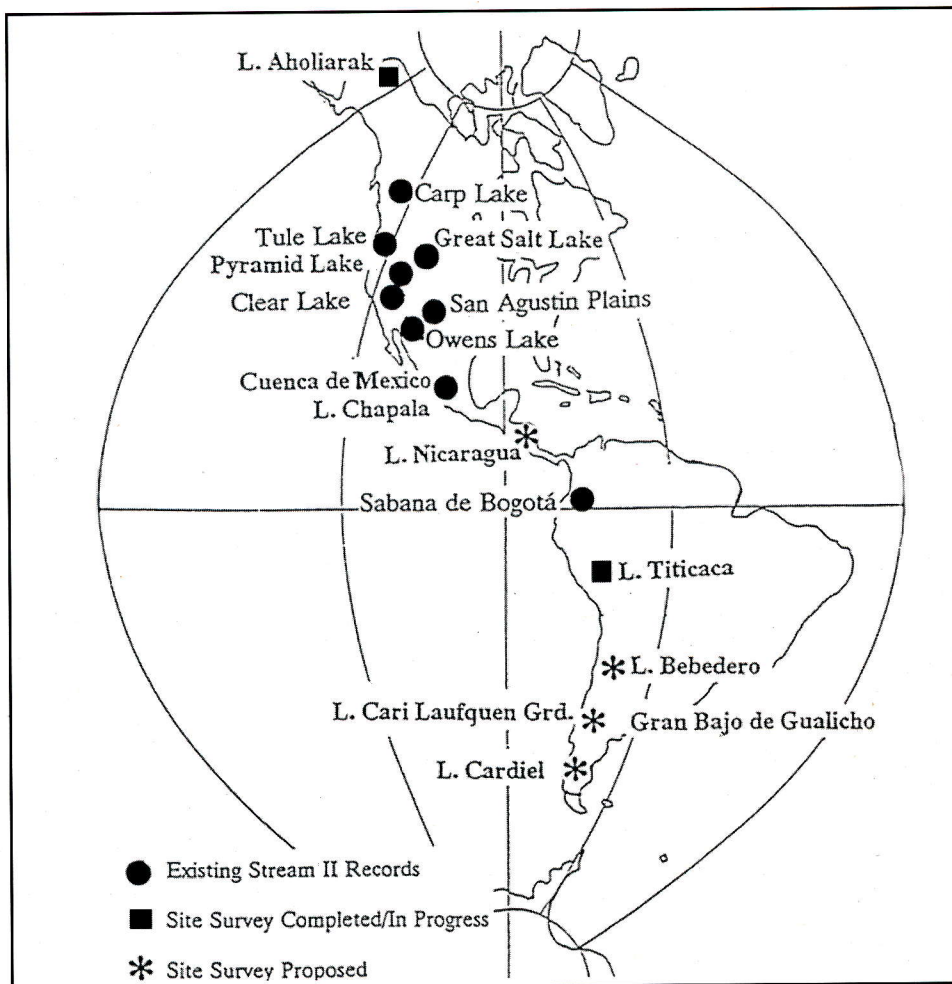 L. Aholiarak
Carp Lake
Tule Lake
Great Salt Lake
Pyramid Lake
Clear Lake
San Agustin Plains
Owens Lake
Cuenca de Mexico
L. Chapala
L. Nicaragua
Sabana de Bogotá
L. Titicaca
L. Bebedero
L. Cari Laufquen Grd.
Gran Bajo de Gualicho
L. Cardiel
Existing Stream II Records
Site Survey Completed/In Progress
Site Survey Proposed